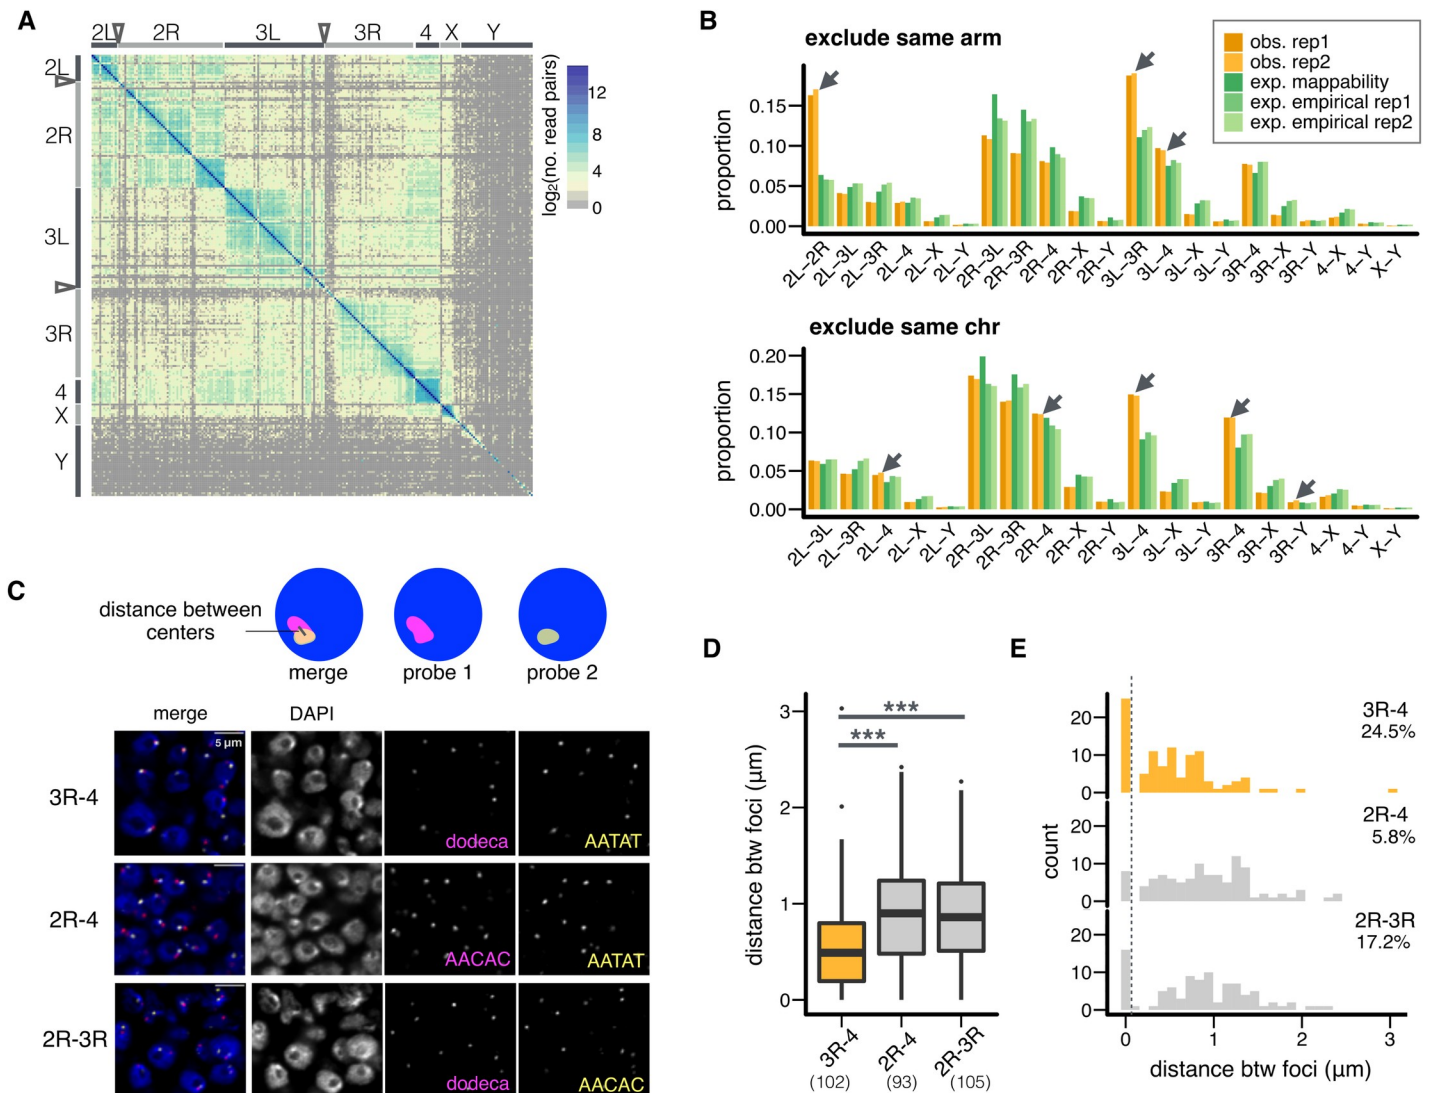 A
2L 2R 3L 3R 4 X Y
2L
2R
3L
3R
4
X
Y
12
8
4
0
log2(no. read pairs)
B
exclude same arm
obs. rep1
obs. rep2
exp. mappability
exp. empirical rep1
exp. empirical rep2
proportion
0.15
0.10
0.05
0.00
2L–2R 2L–3L 2L–3R 2L–4 2L–X 2L–Y 2R–3L 2R–3R 2R–4 2R–X 2R–Y 3L–3R 3L–4 3L–X 3L–Y 3R–4 3R–X 3R–Y 4–X 4–Y X–Y
exclude same chr
proportion
0.20
0.15
0.10
0.05
0.00
2L–3L 2L–3R 2L–4 2L–X 2L–Y 2R–3L 2R–3R 2R–4 2R–X 2R–Y 3L–4 3L–X 3L–Y 3R–4 3R–X 3R–Y 4–X 4–Y X–Y
C
distance between
centers
merge probe 1 probe 2
merge DAPI
5 µm
3R-4
dodeca AATAT
2R-4
AACAC AATAT
2R-3R
dodeca AACAC
D
distance btw foci (µm)
3
2
1
0
*** 
***
3R-4 2R-4 2R-3R
(102) (93) (105)
E
count
20
10
0
3R-4
24.5%
20
10
0
2R-4
5.8%
20
10
0
2R-3R
17.2%
0 1 2 3
distance btw foci (µm)